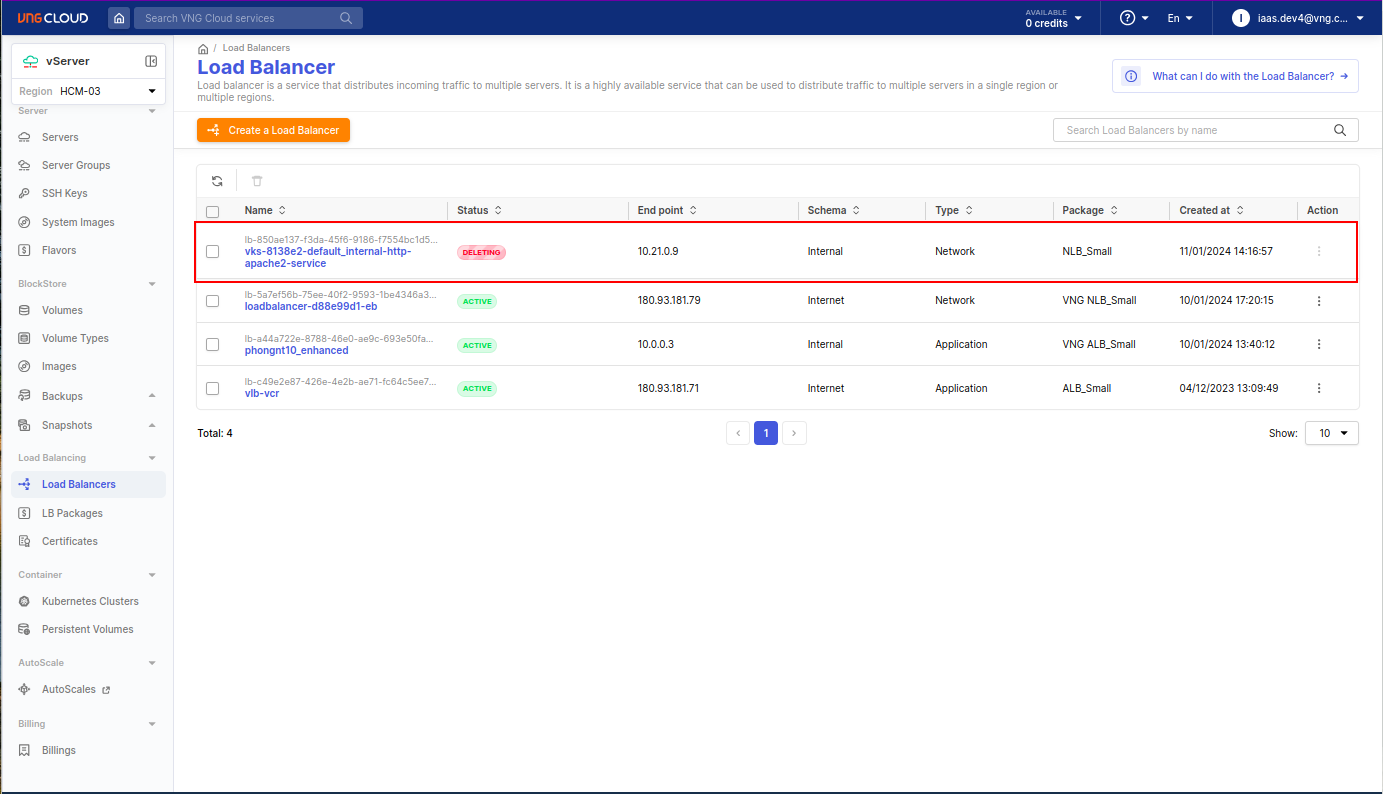 VNG CLOUD
Search VNG Cloud services
AVAILABLE
0 credits
?
En
I
iaas.dev4@vng.c...
vServer
Region HCM-03
Server
Servers
Server Groups
SSH Keys
System Images
Flavors
BlockStore
Volumes
Volume Types
Images
Backups
Snapshots
Load Balancing
Load Balancers
LB Packages
Certificates
Container
Kubernetes Clusters
Persistent Volumes
AutoScale
AutoScales
Billing
Billings
/ Load Balancers
Load Balancer
Load balancer is a service that distributes incoming traffic to multiple servers. It is a highly available service that can be used to distribute traffic to multiple servers in a single region or
multiple regions.
What can I do with the Load Balancer? →
Create a Load Balancer
Search Load Balancers by name
Name Status End point Schema Type Package Created at Action
lb-850ae137-f3da-45f6-9186-f7554bc1d5...
vks-8138e2-default_internal-http-
apache2-service
DELETING 10.21.0.9 Internal Network NLB_Small 11/01/2024 14:16:57
lb-5a7ef56b-75ee-40f2-9593-1be4346a3...
loadbalancer-d88e99d1-eb
ACTIVE 180.93.181.79 Internet Network VNG NLB_Small 10/01/2024 17:20:15
lb-a44a722e-8788-46e0-ae9c-693e50fa...
phongnt10_enhanced
ACTIVE 10.0.0.3 Internal Application VNG ALB_Small 10/01/2024 13:40:12
lb-c49e2e87-426e-4e2b-ae71-fc64c5ee7...
vlb-vcr
ACTIVE 180.93.181.71 Internet Application ALB_Small 04/12/2023 13:09:49
Total: 4
1
Show: 10